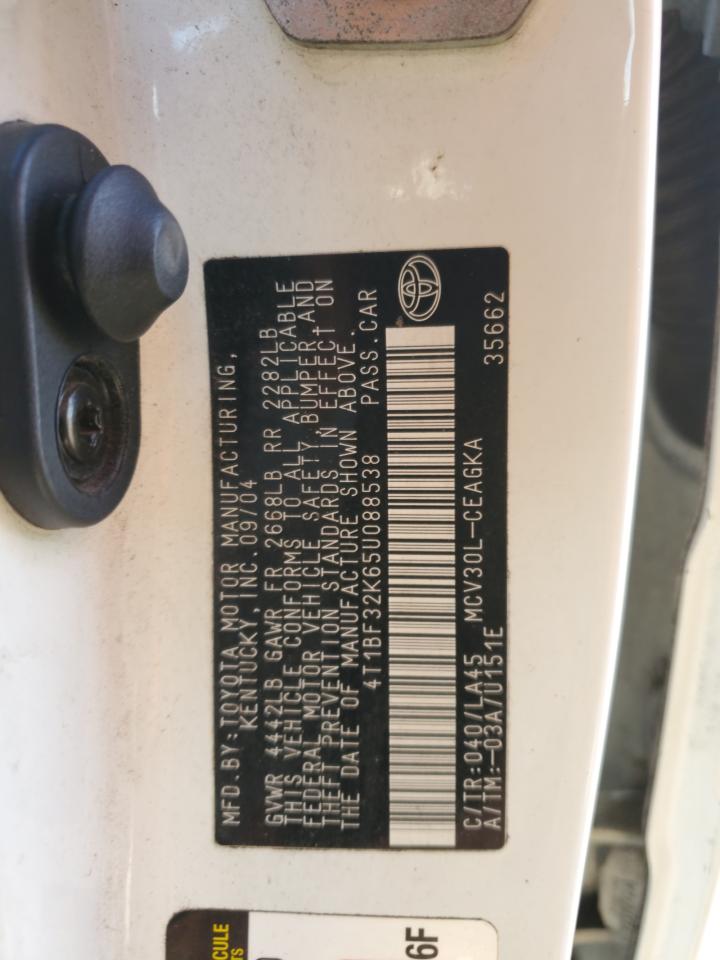 MFD.BY:TOYOTA MOTOR MANUFACTURING,
KENTUCKY, INC. 09/04
GVWR 4442LB GAWR FR 2668LB RR 2282LB
THIS VEHICLE CONFORMS TO ALL APPLICABLE
FEDERAL MOTOR VEHICLE SAFETY, BUMPER, AND
THEFT PREVENTION STANDARDS IN EFFECT ON
THE DATE OF MANUFACTURE SHOWN ABOVE.
4T1BF32K65U088538 PASS.CAR
C/TR:040/LA45 MCV30L-CEAGKA 35662
A/TM:-03A/U151E
CULE
TS
6F